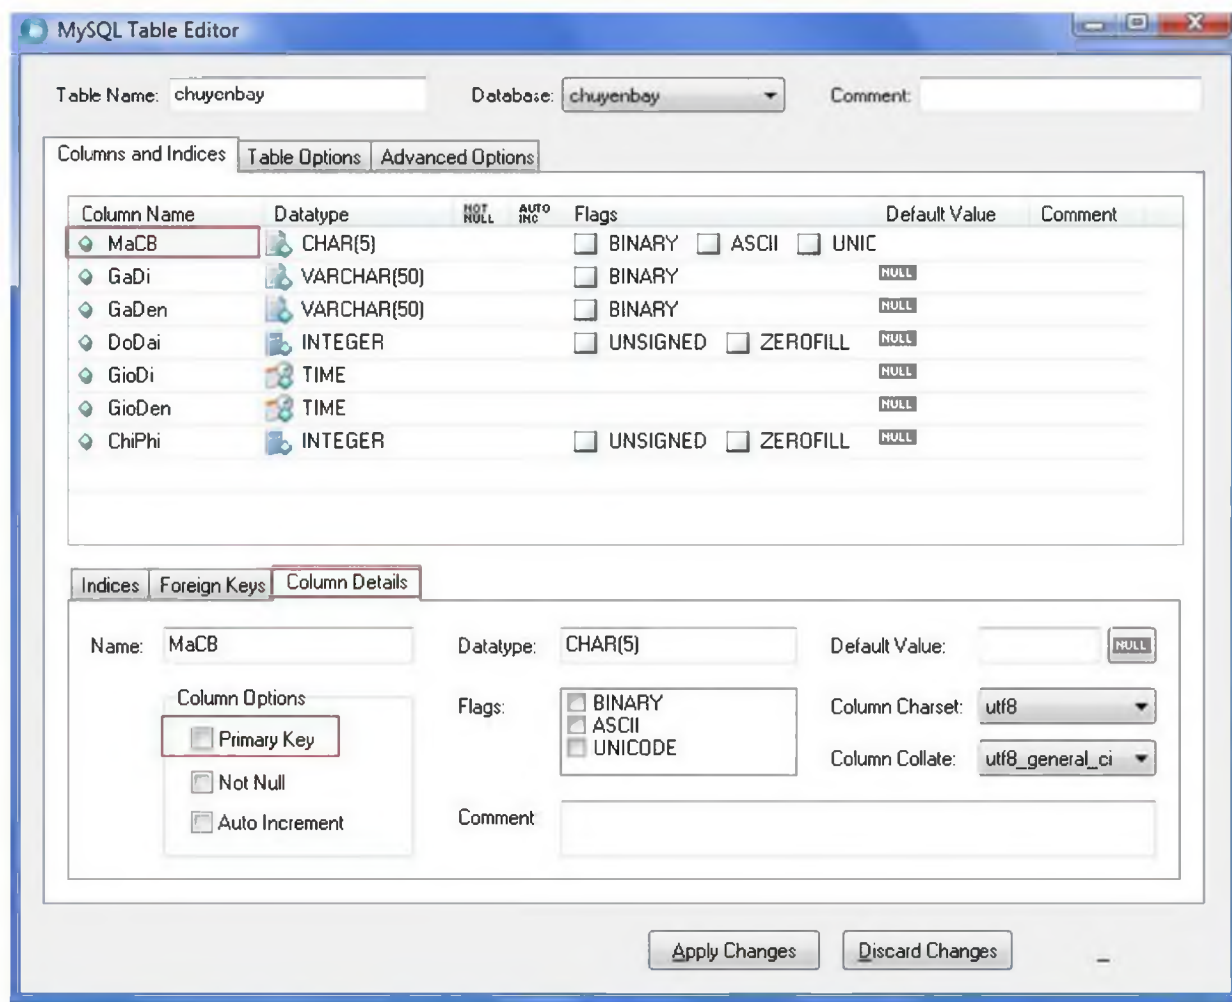 MySQL Table Editor
Table Name: chuyenbay Database: chuyenbay Comment:
Columns and Indices Table Options Advanced Options
Column Name Datatype NOT NULL AUTO INC Flags Default Value Comment
MaCB CHAR(5) BINARY ASCII UNIC
GaDi VARCHAR(50) BINARY NULL
GaDen VARCHAR(50) BINARY NULL
DoDai INTEGER UNSIGNED ZEROFILL NULL
GioDi TIME NULL
GioDen TIME NULL
ChiPhi INTEGER UNSIGNED ZEROFILL NULL
Indices Foreign Keys Column Details
Name: MaCB Datatype: CHAR(5) Default Value: NULL
Column Options Flags: BINARY Column Charset: utf8
ASCII
Primary Key UNICODE Column Collate: utf8_general_ci
Not Null
Auto Increment Comment
Apply Changes Discard Changes